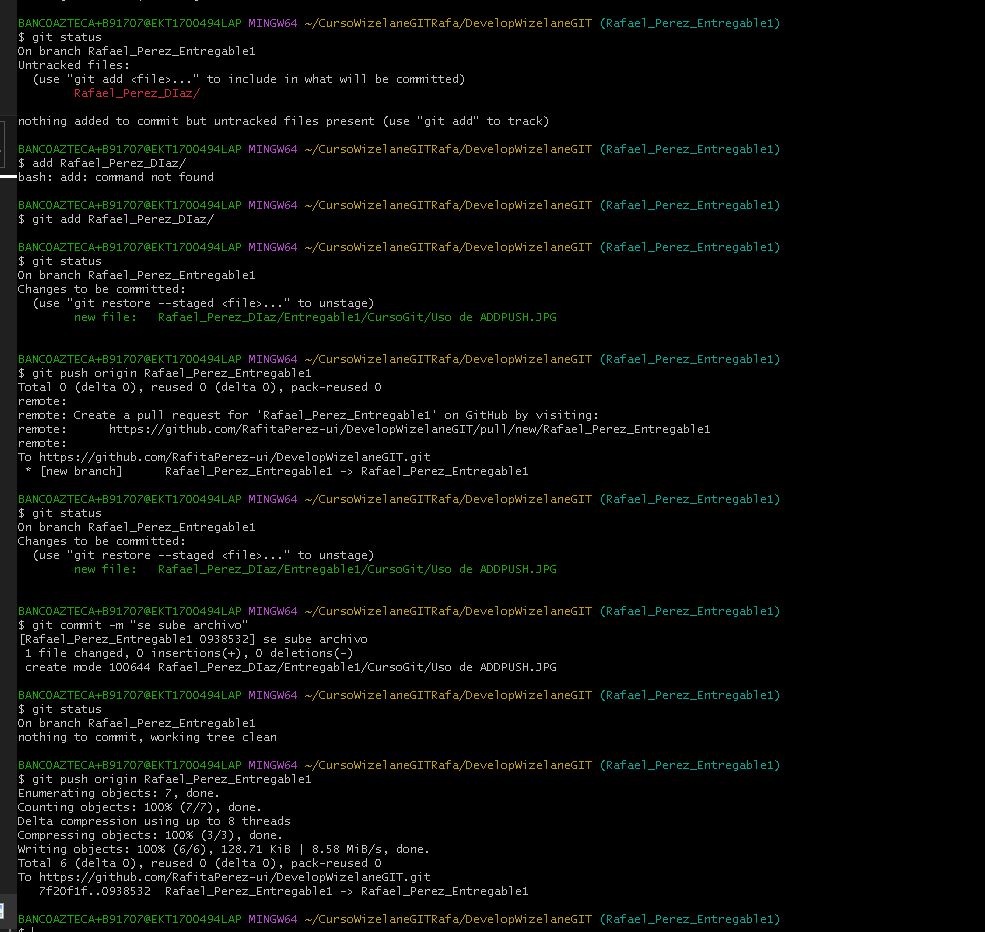 BANCOAZTECA+B91707@EKT1700494LAP MINGW64 ~/CursoWizelaneGITRafa/DevelopWizelaneGIT (Rafael_Perez_Entregable1)
$ git status
On branch Rafael_Perez_Entregable1
Untracked files:
  (use "git add <file>..." to include in what will be committed)
        Rafael_Perez_DIaz/

nothing added to commit but untracked files present (use "git add" to track)

BANCOAZTECA+B91707@EKT1700494LAP MINGW64 ~/CursoWizelaneGITRafa/DevelopWizelaneGIT (Rafael_Perez_Entregable1)
$ add Rafael_Perez_DIaz/
bash: add: command not found

BANCOAZTECA+B91707@EKT1700494LAP MINGW64 ~/CursoWizelaneGITRafa/DevelopWizelaneGIT (Rafael_Perez_Entregable1)
$ git add Rafael_Perez_DIaz/

BANCOAZTECA+B91707@EKT1700494LAP MINGW64 ~/CursoWizelaneGITRafa/DevelopWizelaneGIT (Rafael_Perez_Entregable1)
$ git status
On branch Rafael_Perez_Entregable1
Changes to be committed:
  (use "git restore --staged <file>..." to unstage)
        new file:   Rafael_Perez_DIaz/Entregable1/CursoGit/Uso de ADDPUSH.JPG

BANCOAZTECA+B91707@EKT1700494LAP MINGW64 ~/CursoWizelaneGITRafa/DevelopWizelaneGIT (Rafael_Perez_Entregable1)
$ git push origin Rafael_Perez_Entregable1
Total 0 (delta 0), reused 0 (delta 0), pack-reused 0
remote:
remote: Create a pull request for 'Rafael_Perez_Entregable1' on GitHub by visiting:
remote:      https://github.com/RafitaPerez-ui/DevelopWizelaneGIT/pull/new/Rafael_Perez_Entregable1
remote:
To https://github.com/RafitaPerez-ui/DevelopWizelaneGIT.git
 * [new branch]      Rafael_Perez_Entregable1 -> Rafael_Perez_Entregable1

BANCOAZTECA+B91707@EKT1700494LAP MINGW64 ~/CursoWizelaneGITRafa/DevelopWizelaneGIT (Rafael_Perez_Entregable1)
$ git status
On branch Rafael_Perez_Entregable1
Changes to be committed:
  (use "git restore --staged <file>..." to unstage)
        new file:   Rafael_Perez_DIaz/Entregable1/CursoGit/Uso de ADDPUSH.JPG

BANCOAZTECA+B91707@EKT1700494LAP MINGW64 ~/CursoWizelaneGITRafa/DevelopWizelaneGIT (Rafael_Perez_Entregable1)
$ git commit -m "se sube archivo"
[Rafael_Perez_Entregable1 0938532] se sube archivo
 1 file changed, 0 insertions(+), 0 deletions(-)
 create mode 100644 Rafael_Perez_DIaz/Entregable1/CursoGit/Uso de ADDPUSH.JPG

BANCOAZTECA+B91707@EKT1700494LAP MINGW64 ~/CursoWizelaneGITRafa/DevelopWizelaneGIT (Rafael_Perez_Entregable1)
$ git status
On branch Rafael_Perez_Entregable1
nothing to commit, working tree clean

BANCOAZTECA+B91707@EKT1700494LAP MINGW64 ~/CursoWizelaneGITRafa/DevelopWizelaneGIT (Rafael_Perez_Entregable1)
$ git push origin Rafael_Perez_Entregable1
Enumerating objects: 7, done.
Counting objects: 100% (7/7), done.
Delta compression using up to 8 threads
Compressing objects: 100% (3/3), done.
Writing objects: 100% (6/6), 128.71 KiB | 8.58 MiB/s, done.
Total 6 (delta 0), reused 0 (delta 0), pack-reused 0
To https://github.com/RafitaPerez-ui/DevelopWizelaneGIT.git
   7f20f1f..0938532  Rafael_Perez_Entregable1 -> Rafael_Perez_Entregable1

BANCOAZTECA+B91707@EKT1700494LAP MINGW64 ~/CursoWizelaneGITRafa/DevelopWizelaneGIT (Rafael_Perez_Entregable1)
$